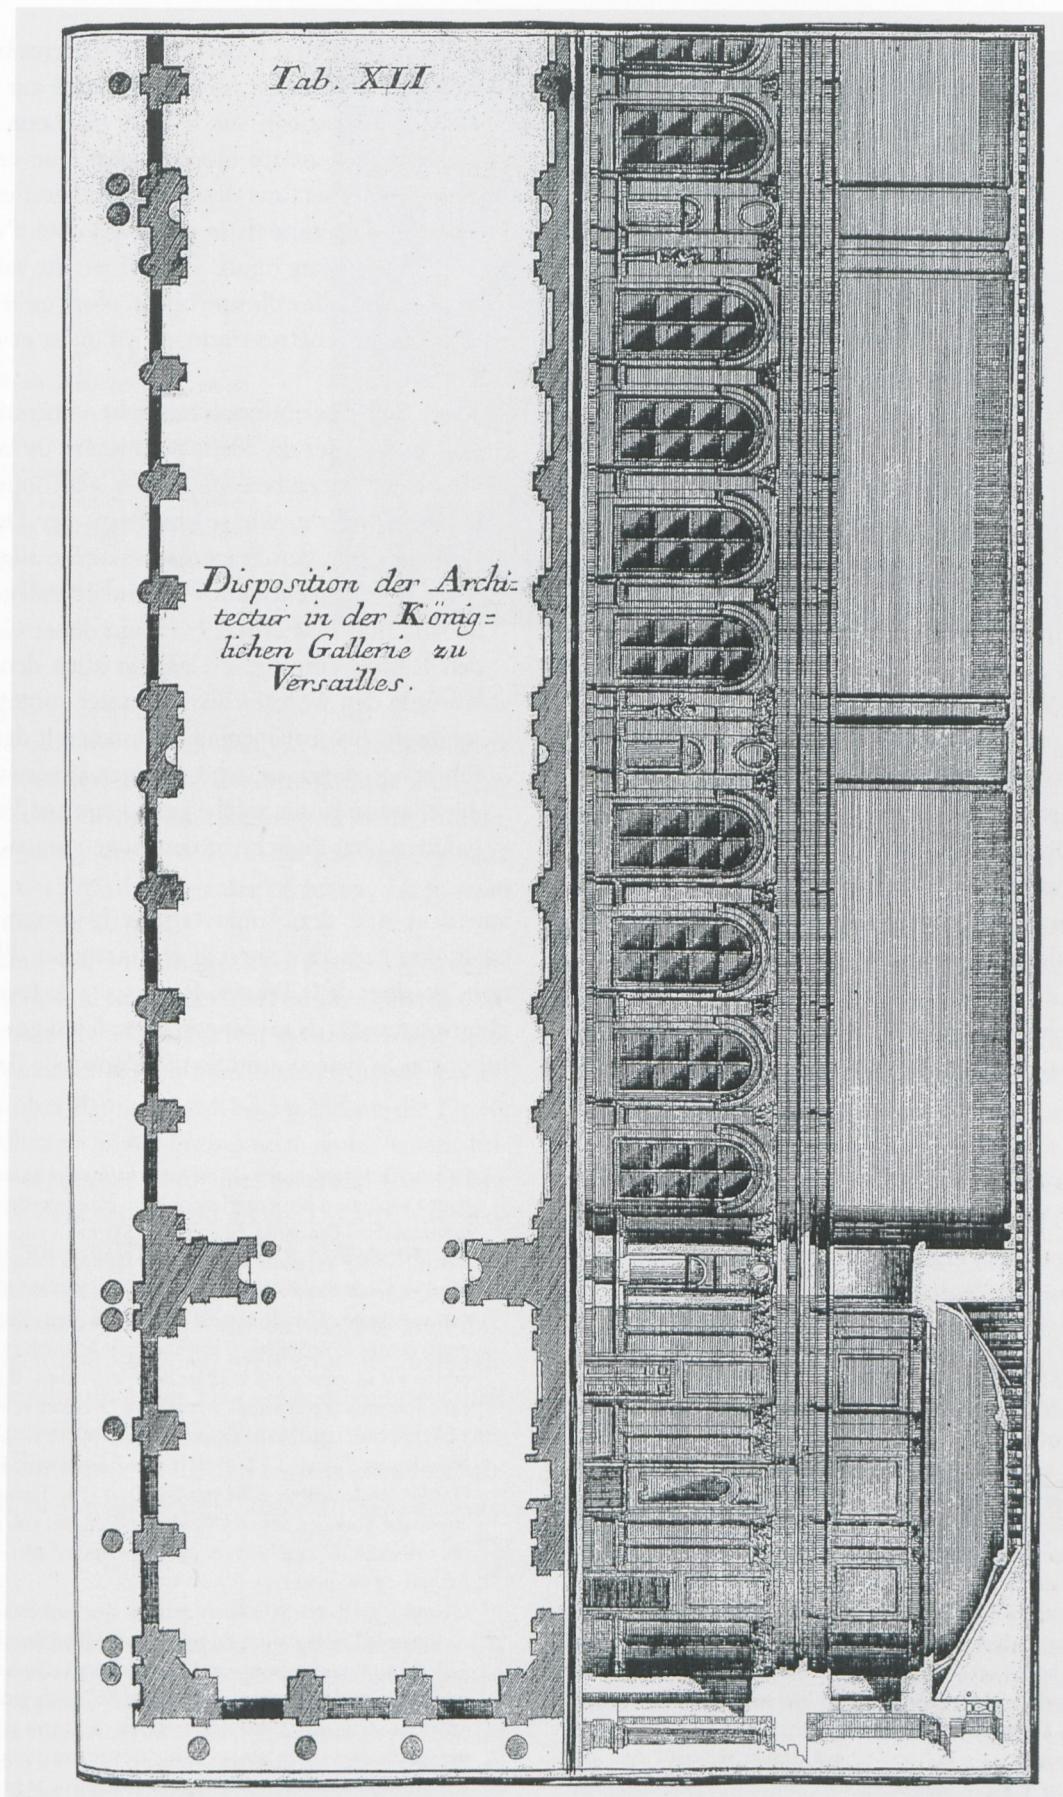 Tab. XLI.
Disposition der Archi=
tectur in der König=
lichen Gallerie zu
Versailles.